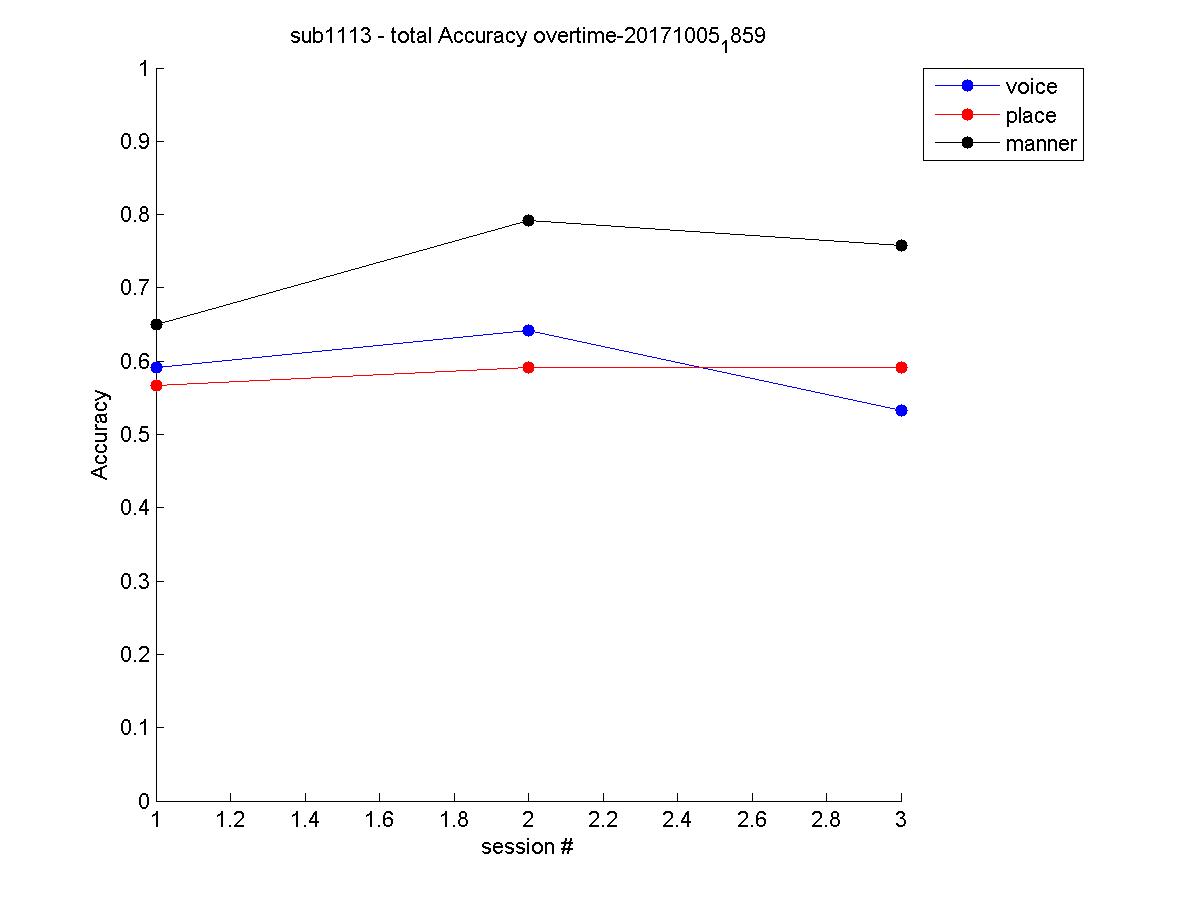 sub1113 - total Accuracy overtime-20171005₁859
voice
place
manner
1
0.9
0.8
0.7
0.6
0.5
0.4
0.3
0.2
0.1
0
Accuracy
1 1.2 1.4 1.6 1.8 2 2.2 2.4 2.6 2.8 3
session #